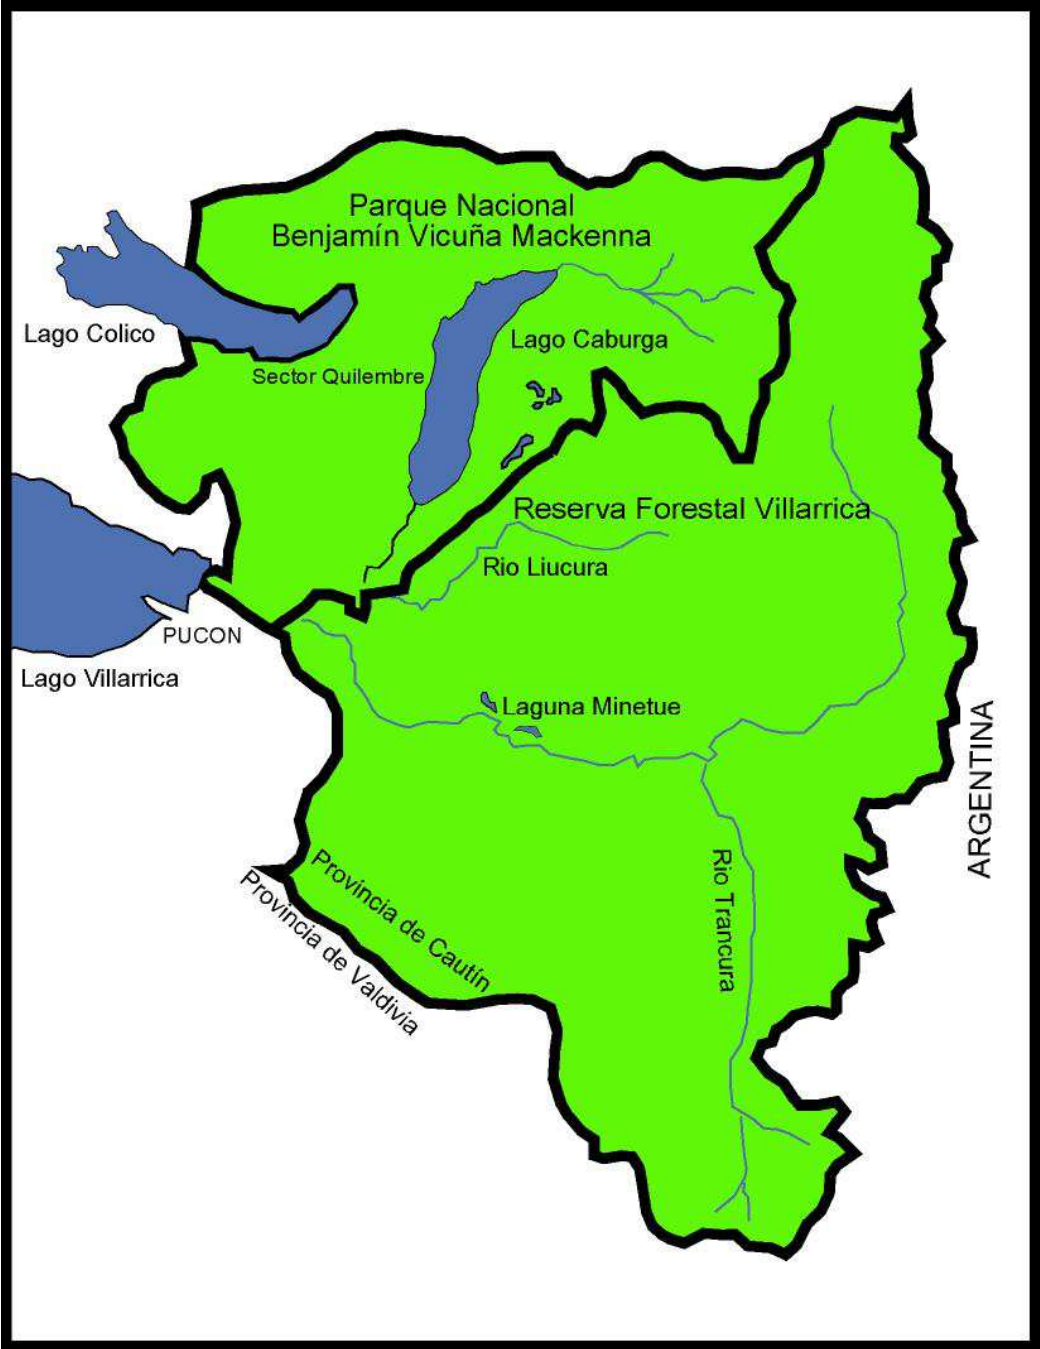 Parque Nacional
Benjamín Vicuña Mackenna
Lago Colico
Lago Caburga
Sector Quilembre
Reserva Forestal Villarrica
Rio Liucura
PUCON
Lago Villarrica
Laguna Minetue
ARGENTINA
Rio Trancura
Provincia de Cautín
Provincia de Valdivia